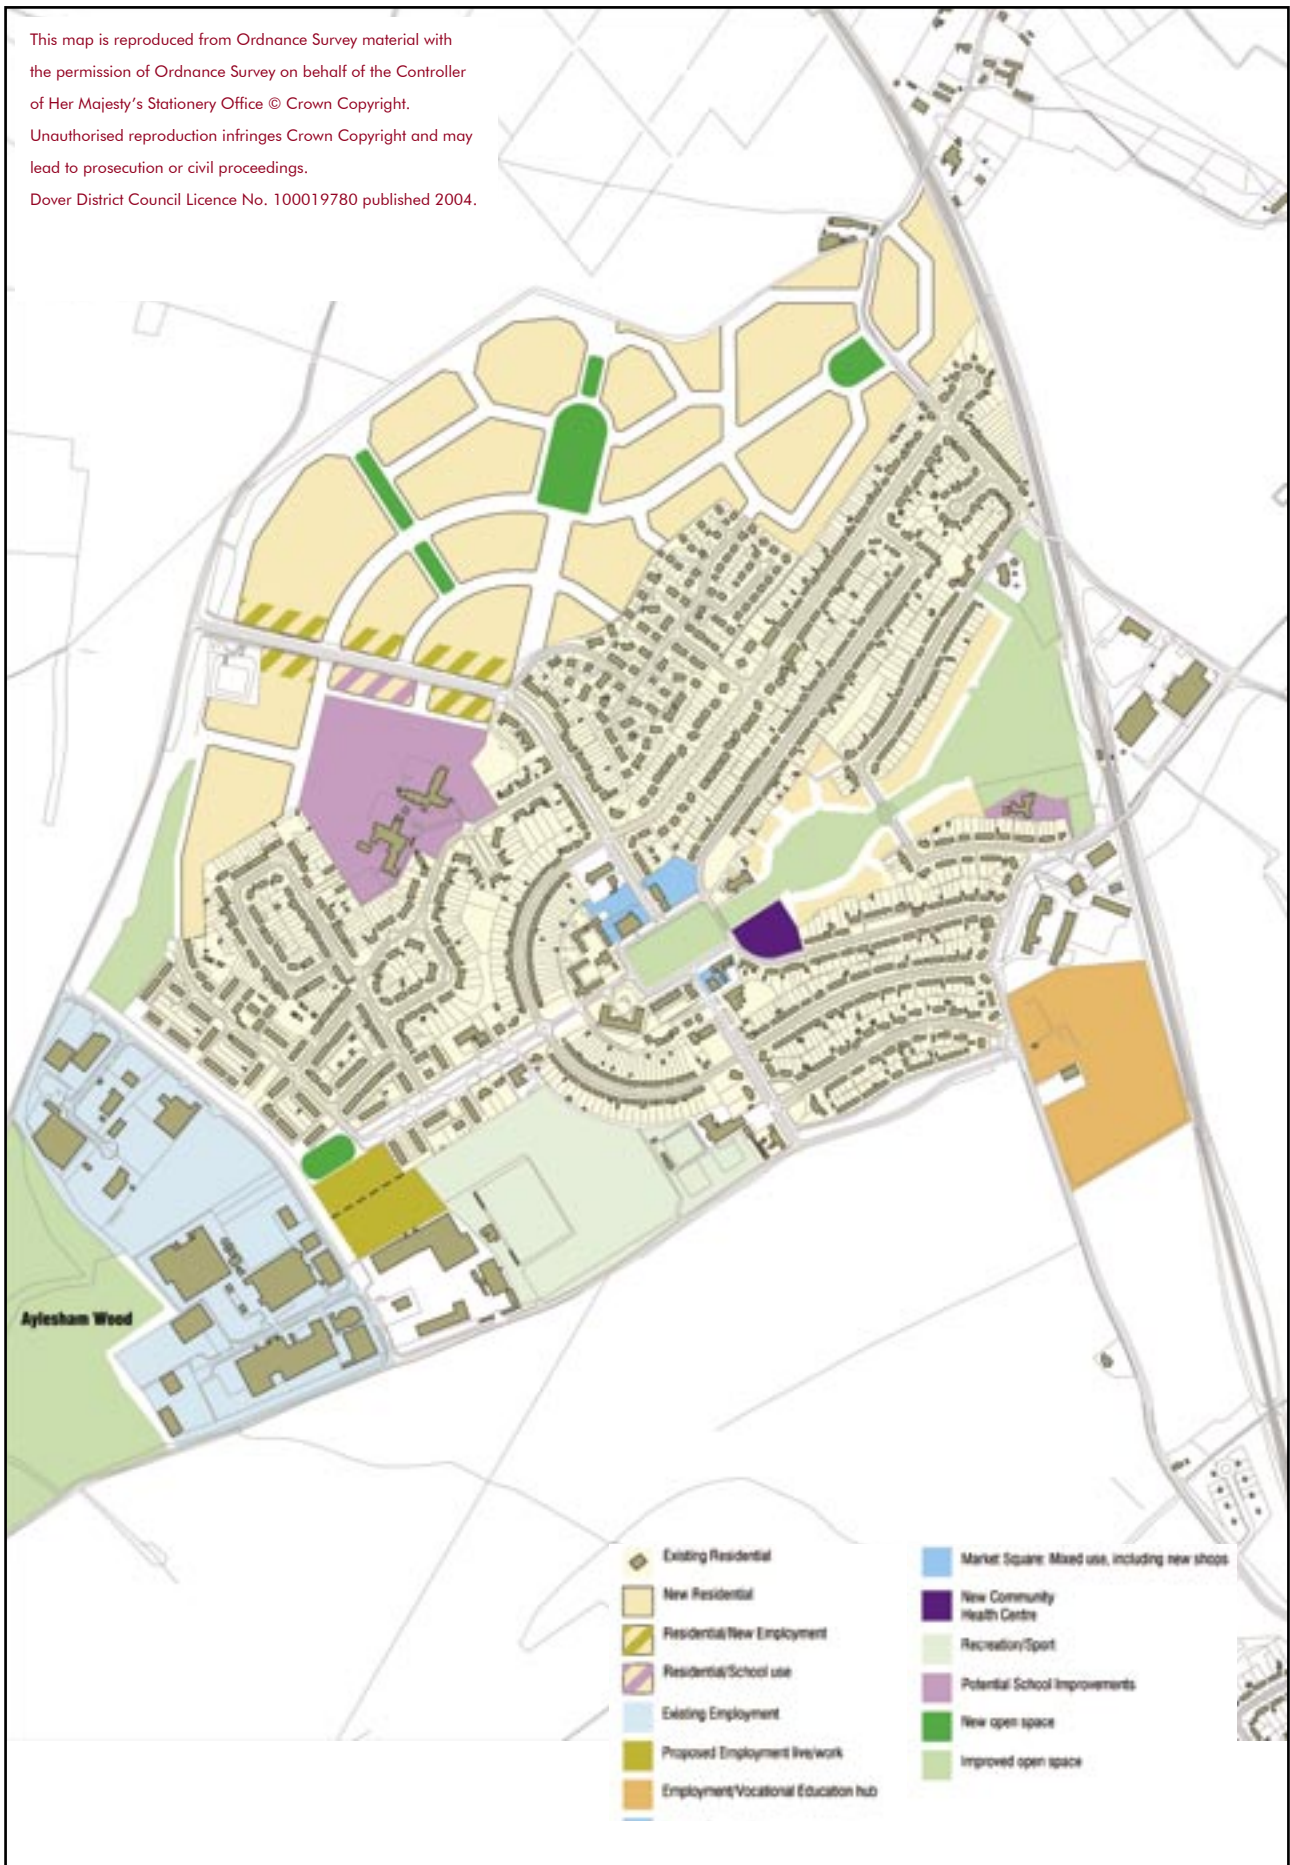 This map is reproduced from Ordnance Survey material with
the permission of Ordnance Survey on behalf of the Controller
of Her Majesty's Stationery Office © Crown Copyright.
Unauthorised reproduction infringes Crown Copyright and may
lead to prosecution or civil proceedings.
Dover District Council Licence No. 100019780 published 2004.
Aylesham Wood
Existing Residential
New Residential
Residential/New Employment
Residential/School use
Existing Employment
Proposed Employment live/work
Employment/Vocational Education hub
Market Square: Mixed use, including new shops
New Community
Health Centre
Recreation/Sport
Potential School Improvements
New open space
Improved open space